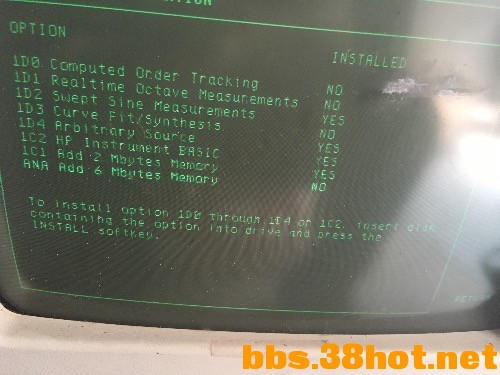 OPTION INSTALLED
1D0 Computed Order Tracking NO
1D1 Realtime Octave Measurements NO
1D2 Swept Sine Measurements YES
1D3 Curve Fit/Synthesis NO
1D4 Arbitrary Source YES
1C2 HP Instrument BASIC YES
1C1 Add 2 Mbytes Memory YES
ANA Add 6 Mbytes Memory NO
To install option 1D0 through 1D4 or 1C2, insert disk
containing the option into drive and press the
INSTALL softkey.
bbs.38hot.net